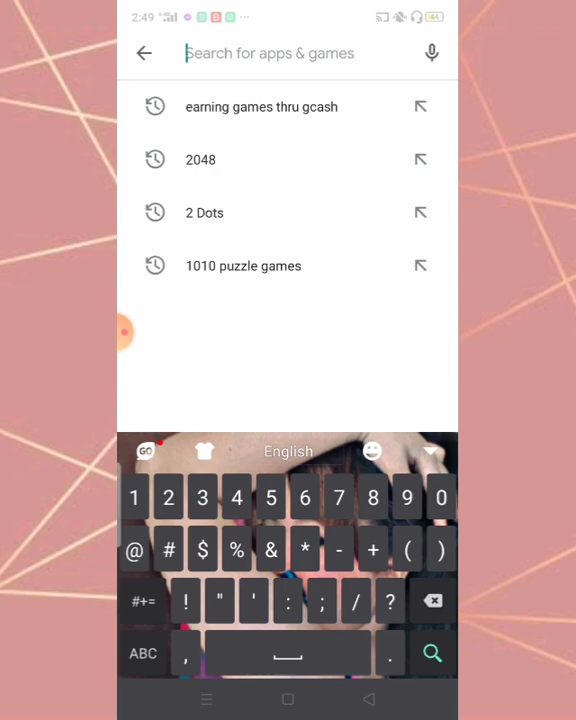 2:49
Search for apps & games
earning games thru gcash
2048
2 Dots
1010 puzzle games
GO English
1 2 3 4 5 6 7 8 9 0
@ # $ % & * - + ( )
#+= ! " ' : ; / ?
ABC , .